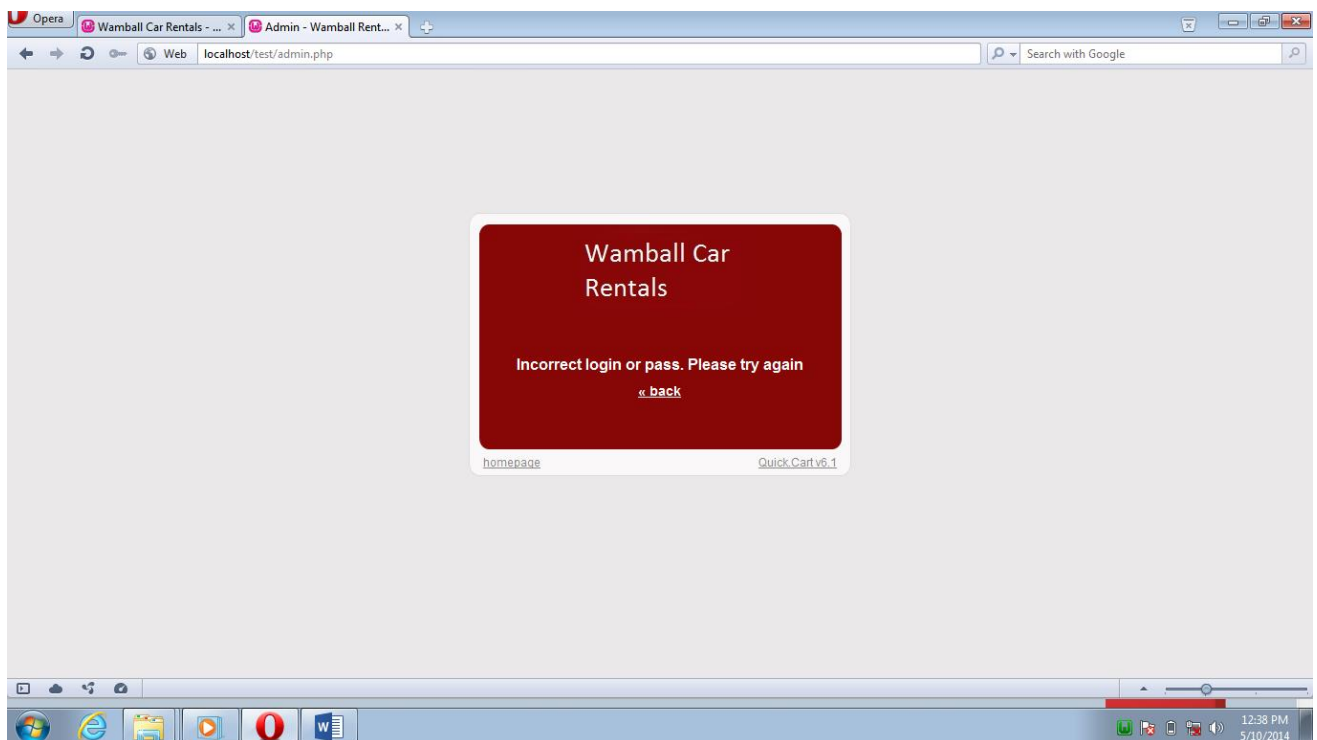 Opera
Wamball Car Rentals - ...
Admin - Wamball Rent...
Web
localhost/test/admin.php
Search with Google
Wamball Car
Rentals
Incorrect login or pass. Please try again
« back
homepage
Quick.Cart v6.1
12:38 PM
5/10/2014